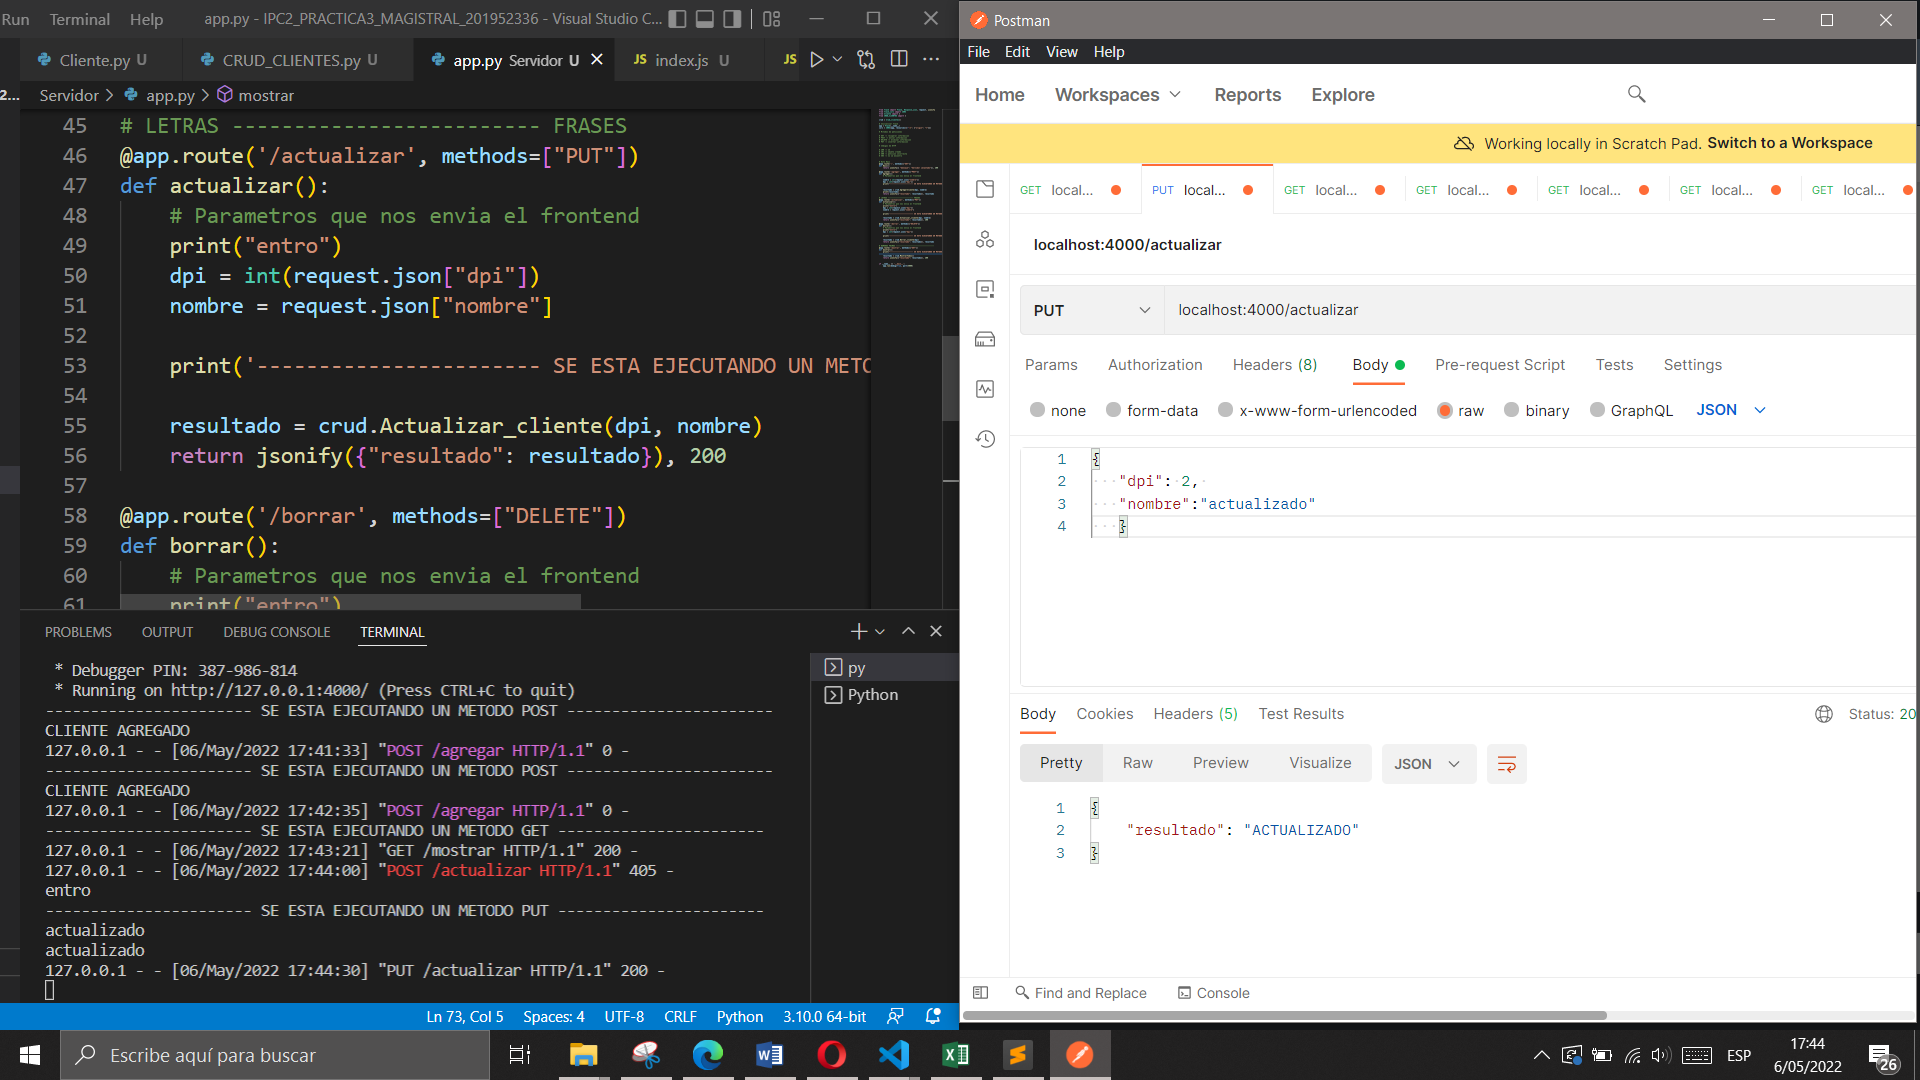 Run Terminal Help app.py - IPC2_PRACTICA3_MAGISTRAL_201952336 - Visual Studio C...
Cliente.py U CRUD_CLIENTES.py U app.py Servidor U index.js U JS
2... Servidor > app.py > mostrar
45 # LETRAS ------------------------- FRASES
46 @app.route('/actualizar', methods=["PUT"])
47 def actualizar():
48 # Parametros que nos envia el frontend
49 print("entro")
50 dpi = int(request.json["dpi"])
51 nombre = request.json["nombre"]
52
53 print('----------------------- SE ESTA EJECUTANDO UN METO
54
55 resultado = crud.Actualizar_cliente(dpi, nombre)
56 return jsonify({"resultado": resultado}), 200
57
58 @app.route('/borrar', methods=["DELETE"])
59 def borrar():
60 # Parametros que nos envia el frontend
61 print("entro")
PROBLEMS OUTPUT DEBUG CONSOLE TERMINAL
* Debugger PIN: 387-986-814
* Running on http://127.0.0.1:4000/ (Press CTRL+C to quit)
----------------------- SE ESTA EJECUTANDO UN METODO POST -----------------------
CLIENTE AGREGADO
127.0.0.1 - - [06/May/2022 17:41:33] "POST /agregar HTTP/1.1" 0 -
----------------------- SE ESTA EJECUTANDO UN METODO POST -----------------------
CLIENTE AGREGADO
127.0.0.1 - - [06/May/2022 17:42:35] "POST /agregar HTTP/1.1" 0 -
----------------------- SE ESTA EJECUTANDO UN METODO GET -----------------------
127.0.0.1 - - [06/May/2022 17:43:21] "GET /mostrar HTTP/1.1" 200 -
127.0.0.1 - - [06/May/2022 17:44:00] "POST /actualizar HTTP/1.1" 405 -
entro
----------------------- SE ESTA EJECUTANDO UN METODO PUT -----------------------
actualizado
actualizado
127.0.0.1 - - [06/May/2022 17:44:30] "PUT /actualizar HTTP/1.1" 200 -
py
Python
Ln 73, Col 5 Spaces: 4 UTF-8 CRLF Python 3.10.0 64-bit
Postman
File Edit View Help
Home Workspaces Reports Explore
Working locally in Scratch Pad. Switch to a Workspace
GET local... PUT local... GET local... GET local... GET local... GET local... GET local...
localhost:4000/actualizar
PUT localhost:4000/actualizar
Params Authorization Headers (8) Body Pre-request Script Tests Settings
none form-data x-www-form-urlencoded raw binary GraphQL JSON
1 {
2 "dpi": 2,
3 "nombre":"actualizado"
4 }
Body Cookies Headers (5) Test Results Status: 20
Pretty Raw Preview Visualize JSON
1 {
2 "resultado": "ACTUALIZADO"
3 }
Find and Replace Console
Escribe aquí para buscar
ESP
17:44
6/05/2022
26